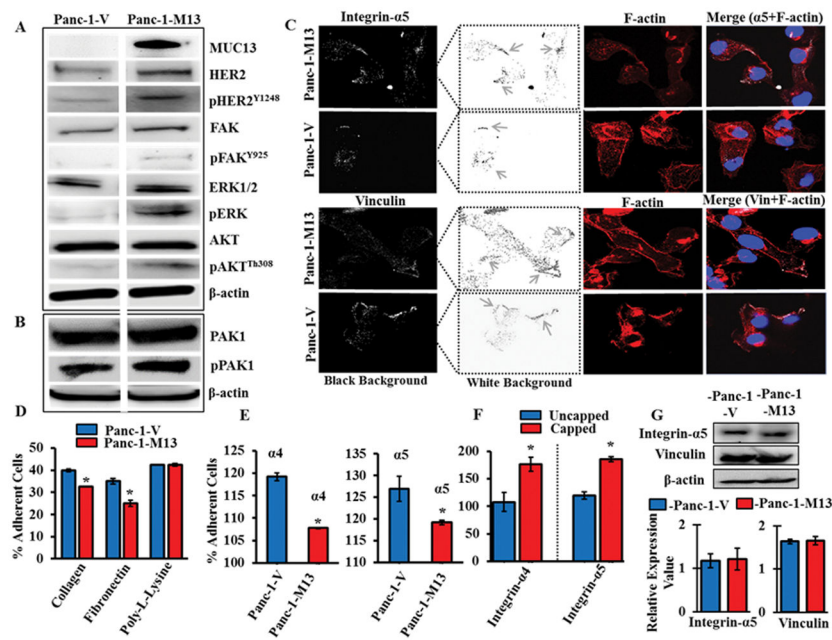 A
Panc-1-V Panc-1-M13
MUC13
HER2
pHER2Y1248
FAK
pFAKY925
ERK1/2
pERK
AKT
pAKTTh308
β-actin
B
PAK1
pPAK1
β-actin
C
Integrin-α5 F-actin Merge (α5+F-actin)
Panc-1-M13
Panc-1-V
Vinculin F-actin Merge (Vin+F-actin)
Panc-1-M13
Panc-1-V
Black Background White Background
D
Panc-1-V
Panc-1-M13
% Adherent Cells
50
40
30
20
10
0
* *
Collagen Fibronectin Poly-L-Lysine
E
% Adherent Cells
125
120
115
110
105
100
α4
α4
*
Panc-1-V Panc-1-M13
135
130
125
120
115
110
α5
α5
*
Panc-1-V Panc-1-M13
F
Uncapped
Capped
200
150
100
50
0
* *
Integrin-α4 Integrin-α5
G
-Panc-1 -Panc-1
-V -M13
Integrin-α5
Vinculin
β-actin
-Panc-1-V -Panc-1-M13
Relative Expression
Value
2
1
0
Integrin-α5
2
1
0
Vinculin